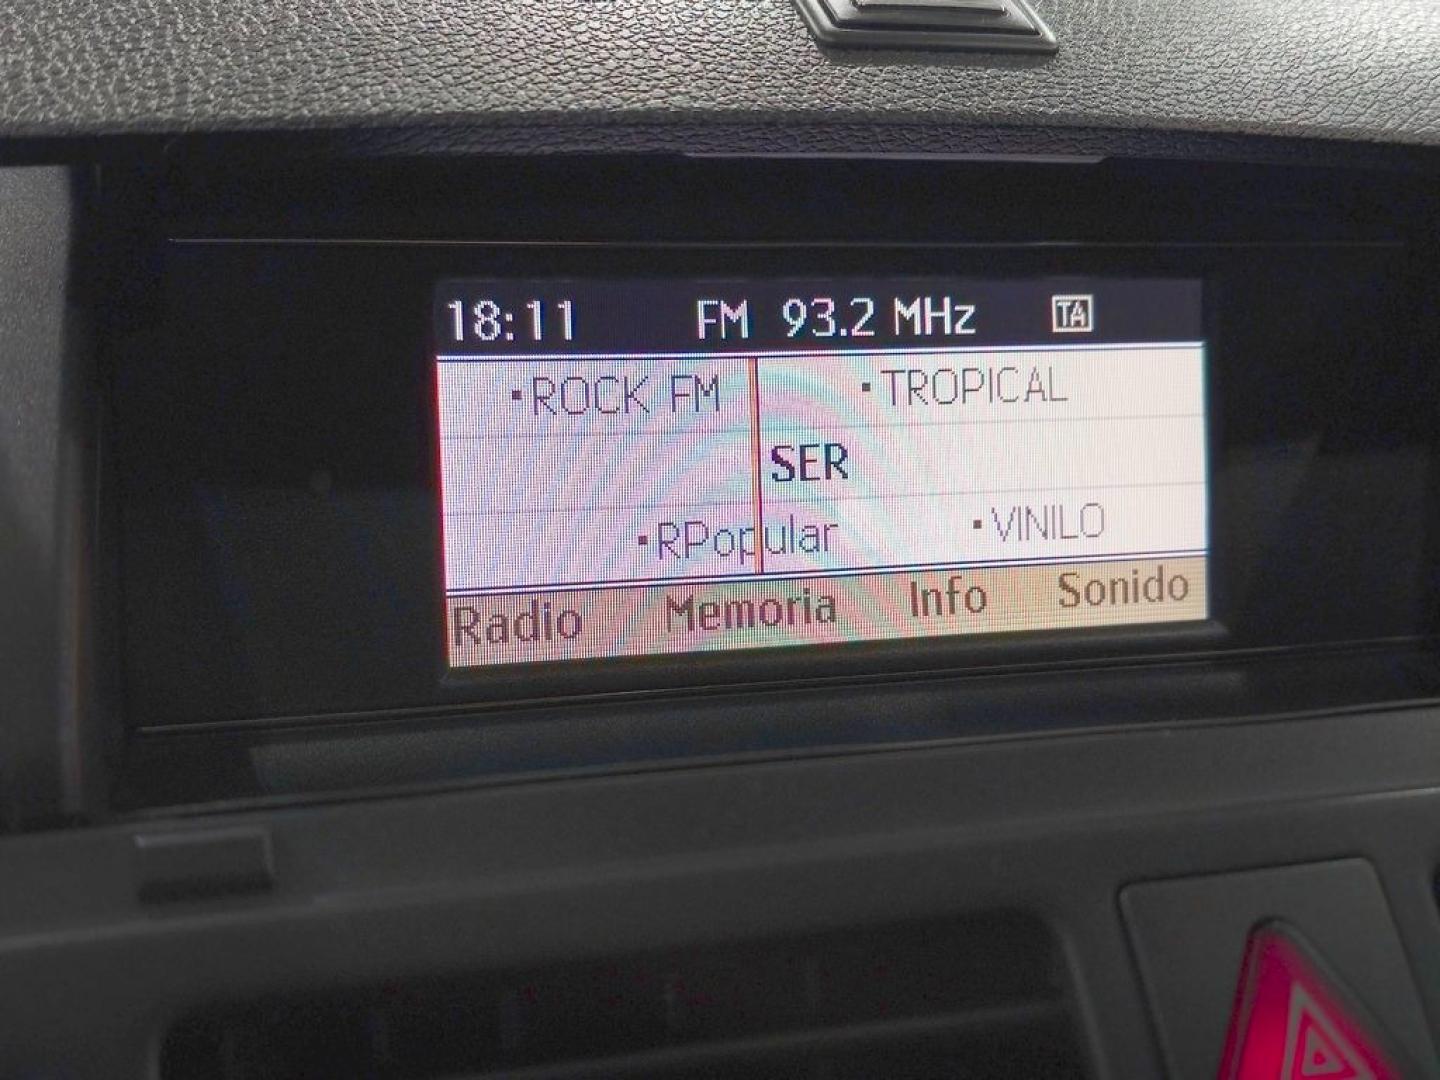 18:11 FM 93.2 MHz TA
·ROCK FM ·TROPICAL
SER
·RPopular ·VINILO
Radio Memoria Info Sonido